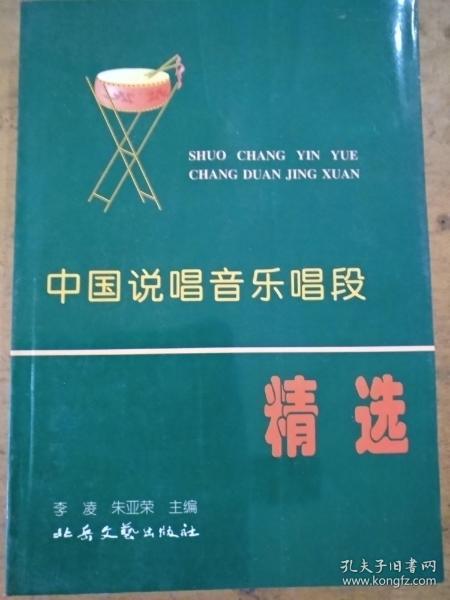 SHUO CHANG YIN YUE
CHANG DUAN JING XUAN
中国说唱音乐唱段
精选
李凌 朱亚荣 主编
北岳文艺出版社
孔夫子旧书网
www.kongfz.com